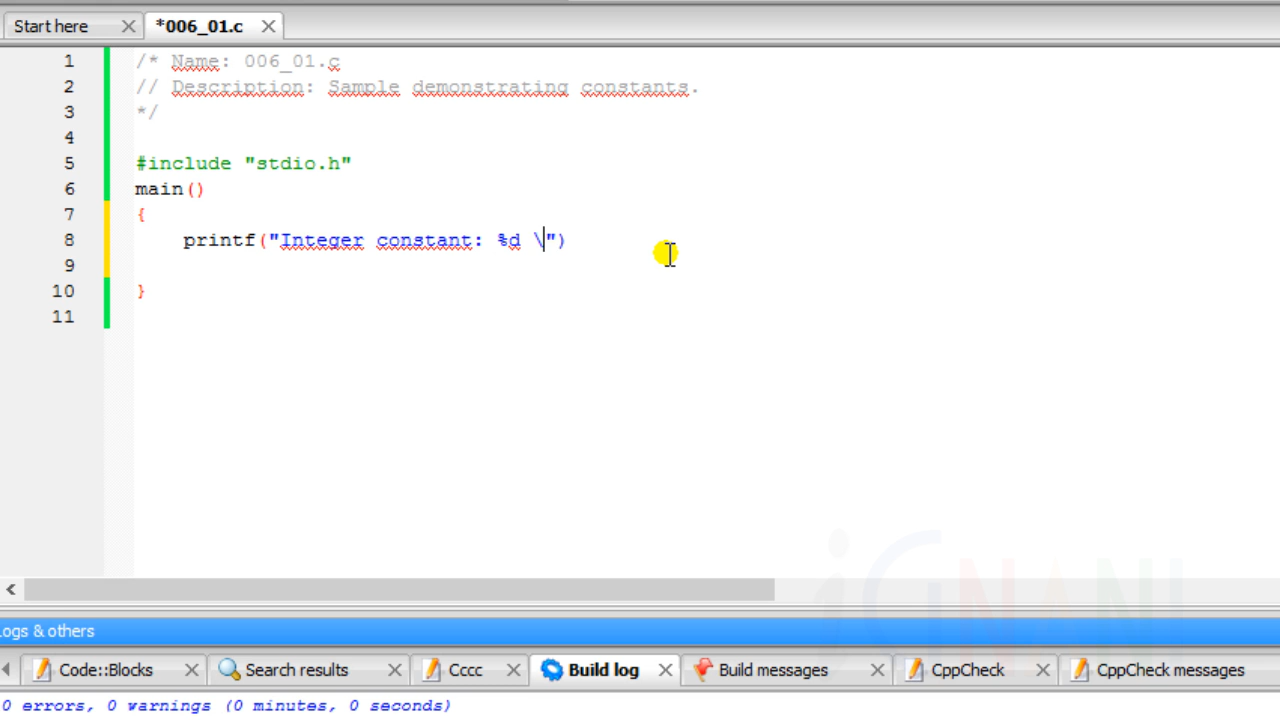 Start here
*006_01.c
1 /* Name: 006_01.c
2 // Description: Sample demonstrating constants.
3 */
4
5 #include "stdio.h"
6 main()
7 {
8 printf("Integer constant: %d \")
9
10 }
11
iGNANI
ogs & others
Code::Blocks
Search results
Cccc
Build log
Build messages
CppCheck
CppCheck messages
0 errors, 0 warnings (0 minutes, 0 seconds)